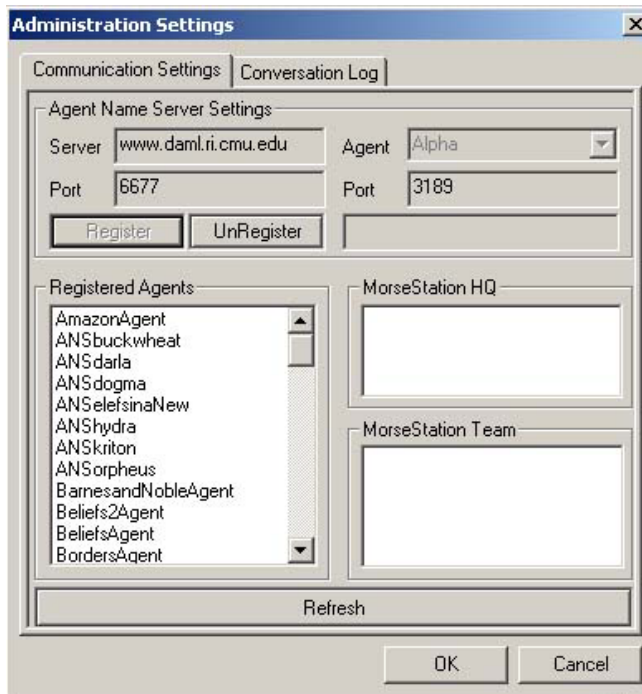 Administration Settings
Communication Settings
Conversation Log
Agent Name Server Settings
Server www.daml.ri.cmu.edu Agent Alpha
Port 6677 Port 3189
Register UnRegister
Registered Agents
AmazonAgent
ANSbuckwheat
ANSdarla
ANSdogma
ANSelefsinaNew
ANShydra
ANSkriton
ANSorpheus
BarnesandNobleAgent
Beliefs2Agent
BeliefsAgent
BordersAgent
MorseStation HQ
MorseStation Team
Refresh
OK Cancel